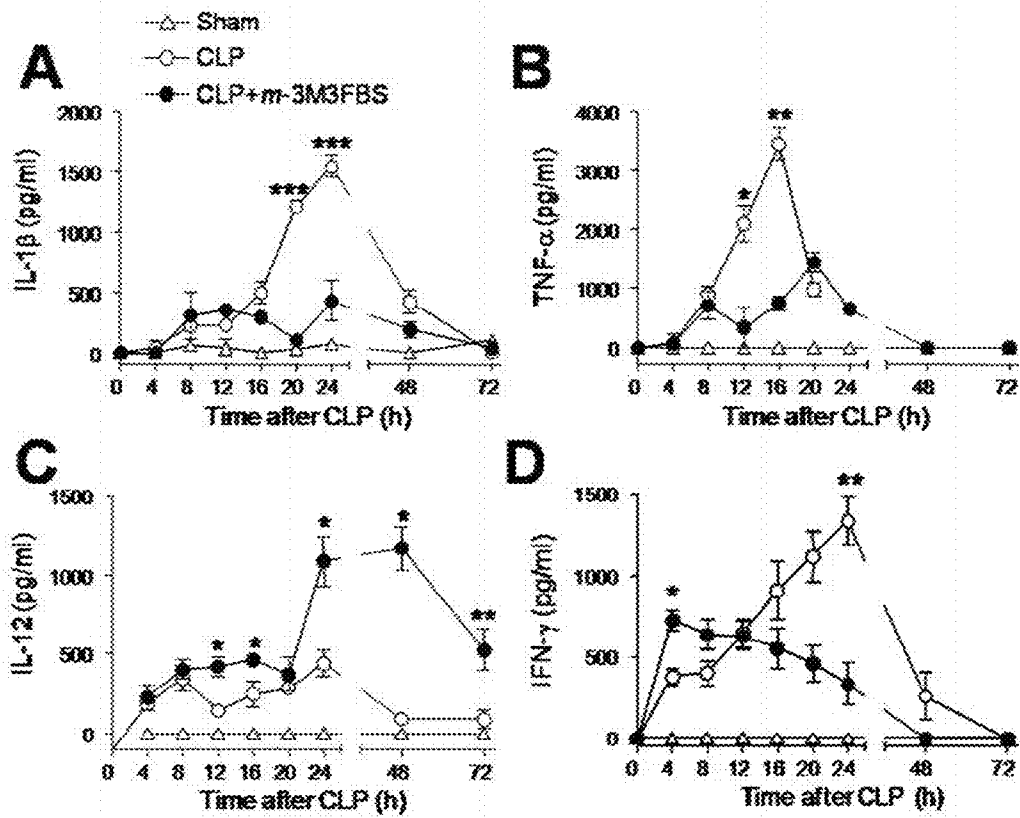 Sham
CLP
CLP+m-3M3FBS
A
IL-1β (pg/ml)
2000
1500
1000
500
0
***
***
0 4 8 12 16 20 24 48 72
Time after CLP (h)
B
TNF-α (pg/ml)
4000
3000
2000
1000
0
*
**
0 4 8 12 16 20 24 48 72
Time after CLP (h)
C
IL-12 (pg/ml)
1500
1000
500
0
*
*
*
*
**
0 4 8 12 16 20 24 48 72
Time after CLP (h)
D
IFN-γ (pg/ml)
1500
1000
500
0
*
**
0 4 8 12 16 20 24 48 72
Time after CLP (h)